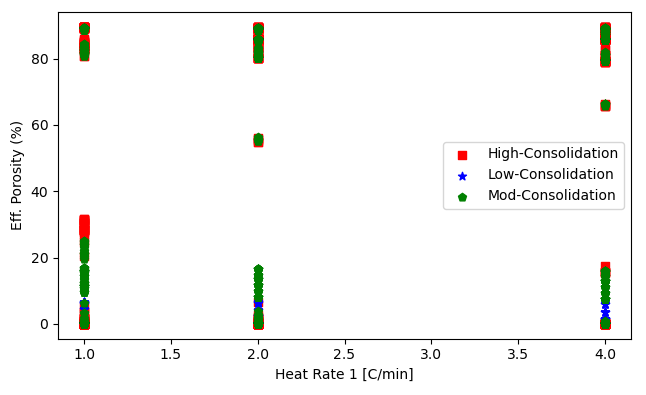 80
60
40
20
0
Eff. Porosity (%)
High-Consolidation
Low-Consolidation
Mod-Consolidation
1.0 1.5 2.0 2.5 3.0 3.5 4.0
Heat Rate 1 [C/min]